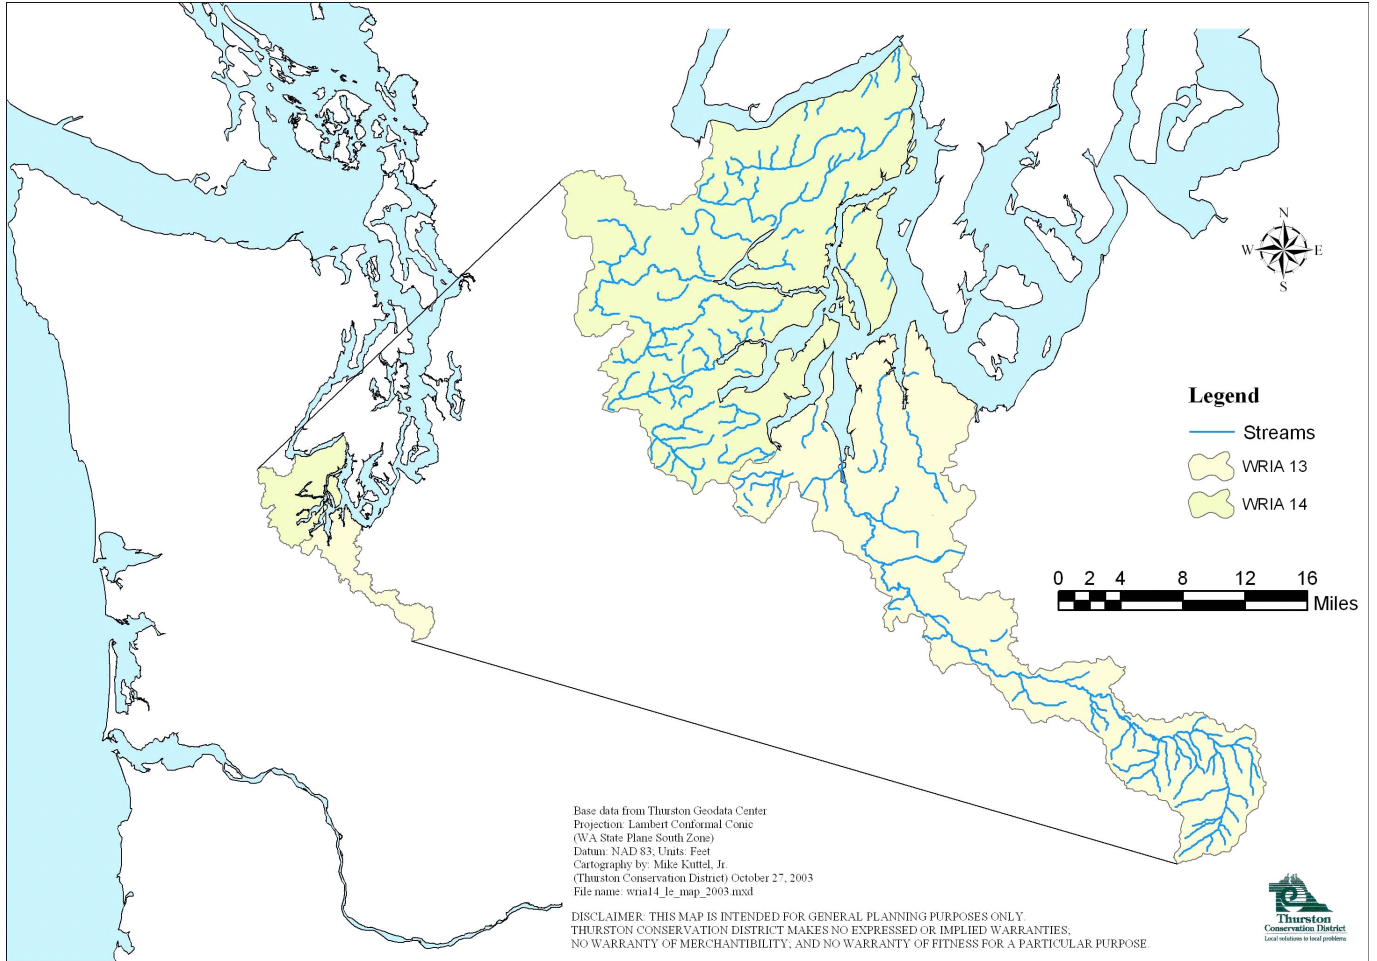 N
W E
S
Legend
Streams
WRIA 13
WRIA 14
0 2 4 8 12 16
Miles
Base data from Thurston Geodata Center
Projection: Lambert Conformal Conic
(WA State Plane South Zone)
Datum: NAD 83; Units: Feet
Cartography by: Mike Kuttel, Jr.
(Thurston Conservation District) October 27, 2003
File name: wria14_le_map_2003.mxd
DISCLAIMER: THIS MAP IS INTENDED FOR GENERAL PLANNING PURPOSES ONLY.
THURSTON CONSERVATION DISTRICT MAKES NO EXPRESSED OR IMPLIED WARRANTIES;
NO WARRANTY OF MERCHANTIBILITY; AND NO WARRANTY OF FITNESS FOR A PARTICULAR PURPOSE.
Thurston
Conservation District
Local solutions to local problems